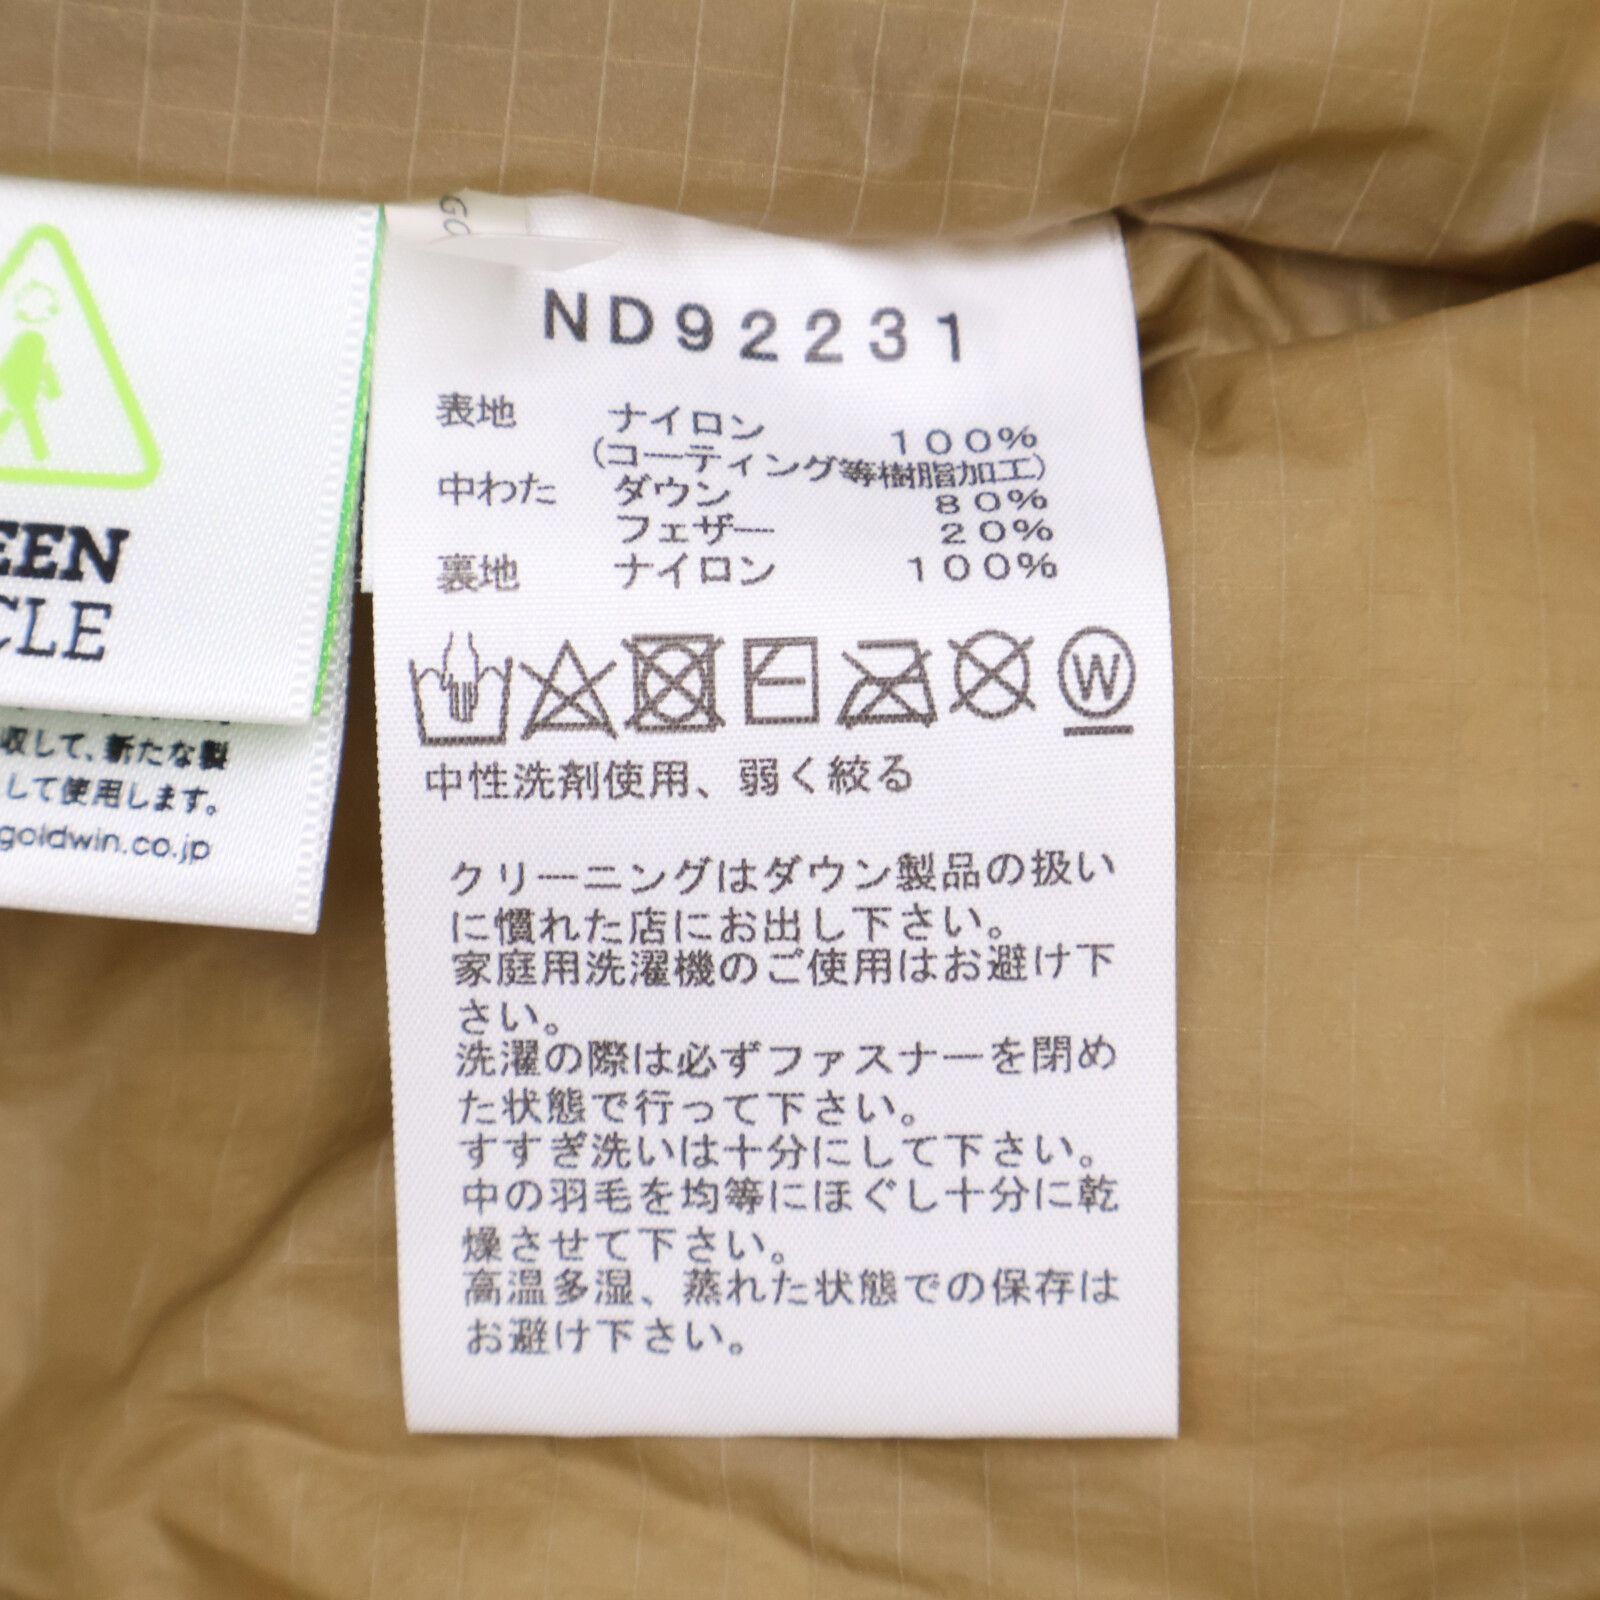 GO
ND92231
表地 ナイロン 100%
(コーティング等樹脂加工)
中わた ダウン 80%
フェザー 20%
裏地 ナイロン 100%
W
中性洗剤使用、弱く絞る
クリーニングはダウン製品の扱い
に慣れた店にお出し下さい。
家庭用洗濯機のご使用はお避け下
さい。
洗濯の際は必ずファスナーを閉め
た状態で行って下さい。
すすぎ洗いは十分にして下さい。
中の羽毛を均等にほぐし十分に乾
燥させて下さい。
高温多湿、蒸れた状態での保存は
お避け下さい。
EEN
CLE
収して、新たな製
して使用します。
goldwin.co.jp